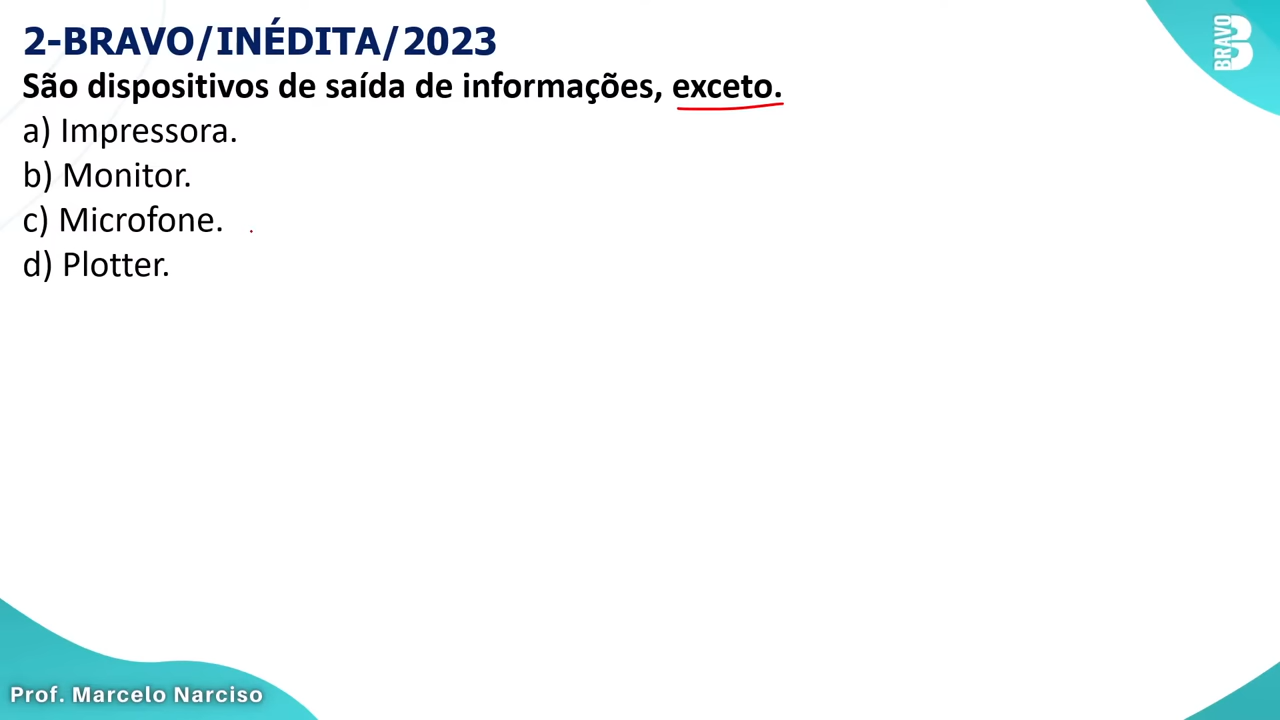 2-BRAVO/INÉDITA/2023
São dispositivos de saída de informações, exceto.
a) Impressora.
b) Monitor.
c) Microfone.
d) Plotter.
BRAVO
Prof. Marcelo Narciso